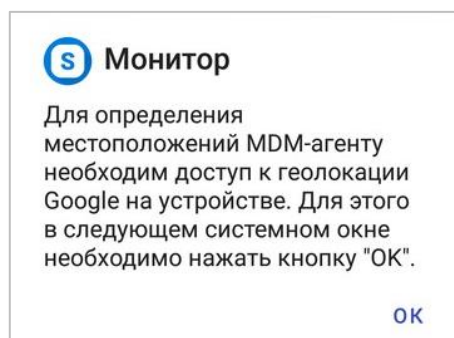 S Монитор
Для определения
местоположений MDM-агенту
необходим доступ к геолокации
Google на устройстве. Для этого
в следующем системном окне
необходимо нажать кнопку "OK".
ОК